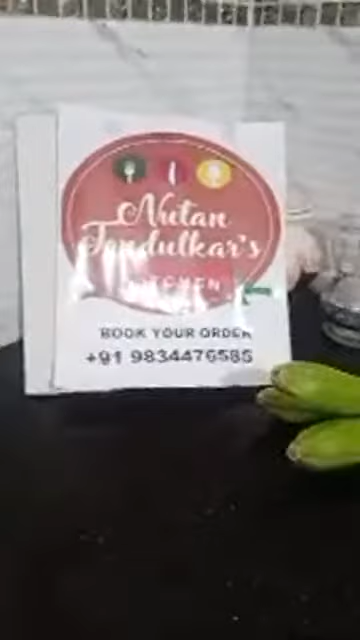 Nutan
Tendulkar's
KITCHEN
BOOK YOUR ORDER
+91 9834476585